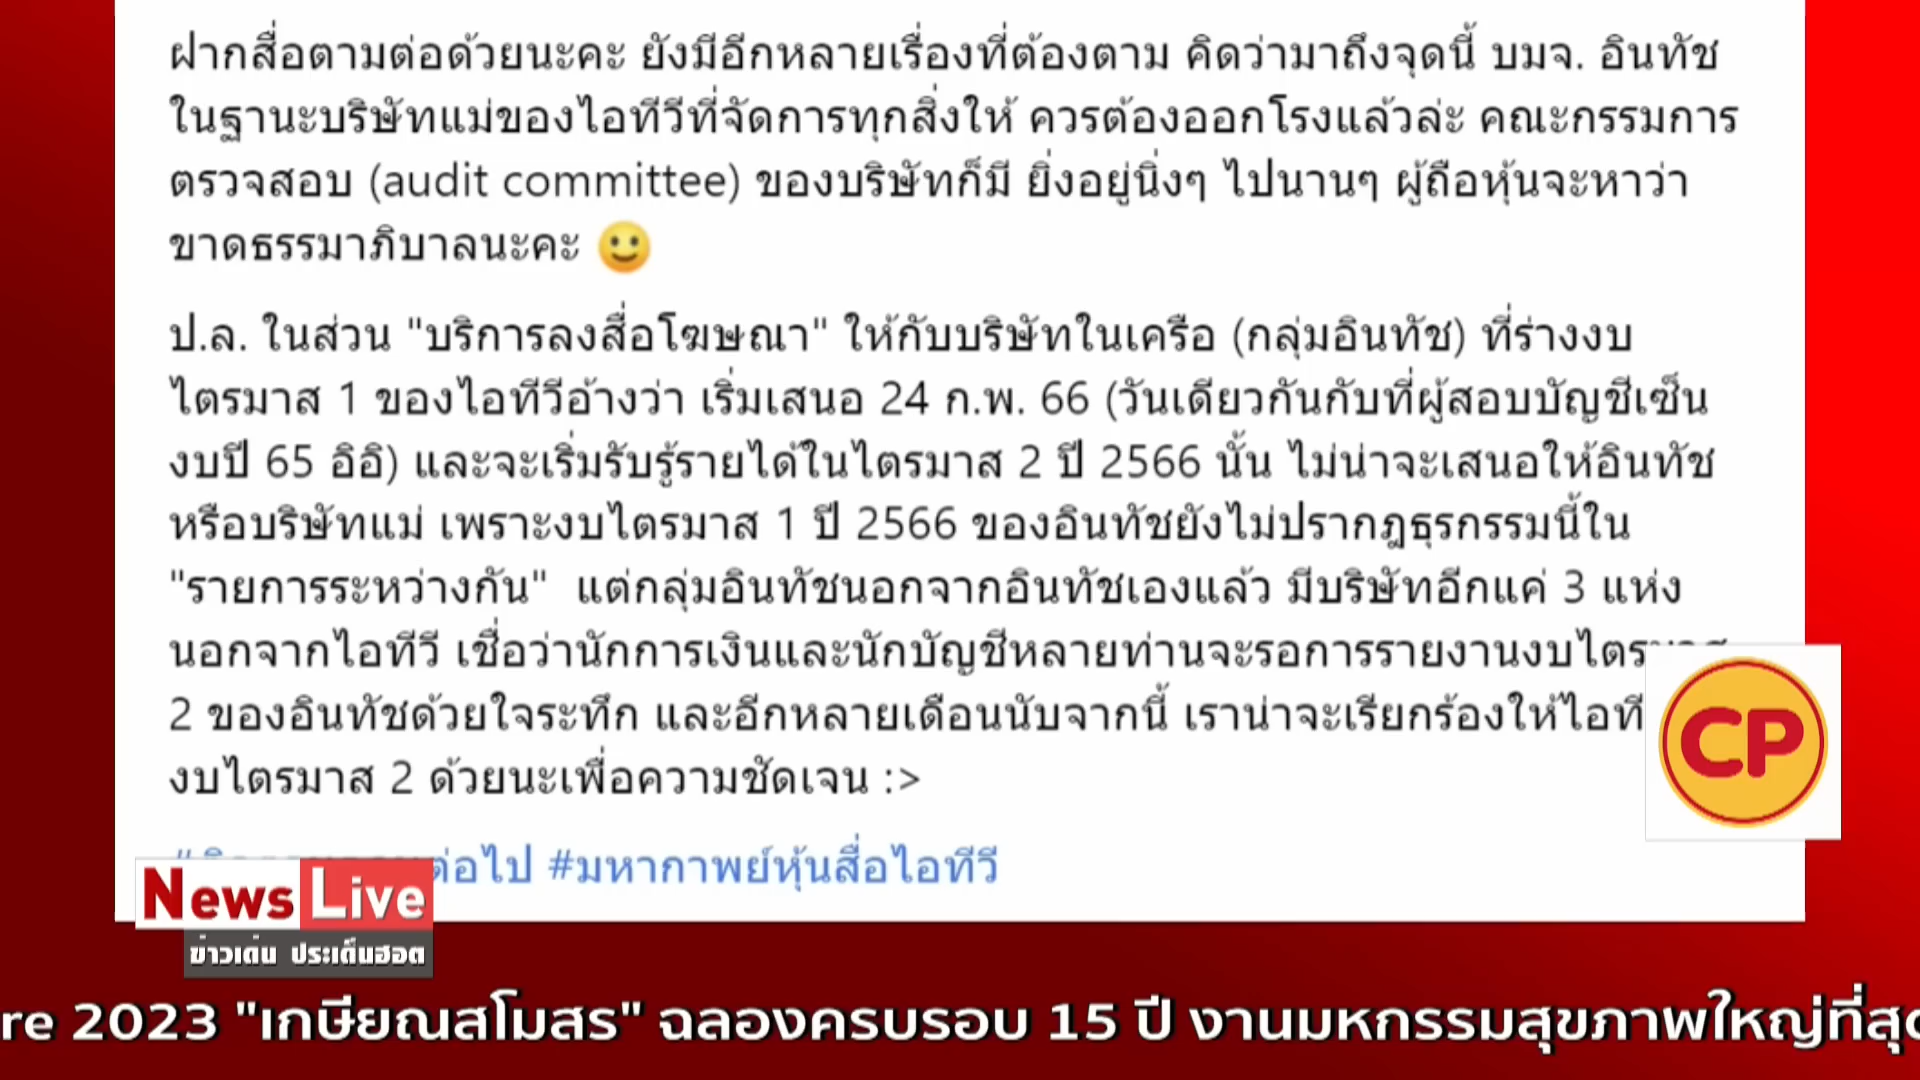 ฝากสื่อตามต่อด้วยนะคะ ยังมีอีกหลายเรื่องที่ต้องตาม คิดว่ามาถึงจุดนี้ บมจ. อินทัช
ในฐานะบริษัทแม่ของไอทีวีที่จัดการทุกสิ่งให้ ควรต้องออกโรงแล้วล่ะ คณะกรรมการ
ตรวจสอบ (audit committee) ของบริษัทก็มี ยิ่งอยู่นิ่งๆ ไปนานๆ ผู้ถือหุ้นจะหาว่า
ขาดธรรมาภิบาลนะคะ 🙂
ป.ล. ในส่วน "บริการลงสื่อโฆษณา" ให้กับบริษัทในเครือ (กลุ่มอินทัช) ที่ร่างงบ
ไตรมาส 1 ของไอทีวีอ้างว่า เริ่มเสนอ 24 ก.พ. 66 (วันเดียวกันกับที่ผู้สอบบัญชีเซ็น
งบปี 65 อิอิ) และจะเริ่มรับรู้รายได้ในไตรมาส 2 ปี 2566 นั้น ไม่น่าจะเสนอให้อินทัช
หรือบริษัทแม่ เพราะงบไตรมาส 1 ปี 2566 ของอินทัชยังไม่ปรากฎธุรกรรมนี้ใน
"รายการระหว่างกัน" แต่กลุ่มอินทัชนอกจากอินทัชเองแล้ว มีบริษัทอีกแค่ 3 แห่ง
นอกจากไอทีวี เชื่อว่านักการเงินและนักบัญชีหลายท่านจะรอการรายงานงบไตรมาส
2 ของอินทัชด้วยใจระทึก และอีกหลายเดือนนับจากนี้ เราน่าจะเรียกร้องให้ไอที
งบไตรมาส 2 ด้วยนะเพื่อความชัดเจน :>
ต่อไป #มหากาพย์หุ้นสื่อไอทีวี
CP
News Live
ข่าวเด่น ประเด็นฮอต
re 2023 "เกษียณสโมสร" ฉลองครบรอบ 15 ปี งานมหกรรมสุขภาพใหญ่ที่สุด